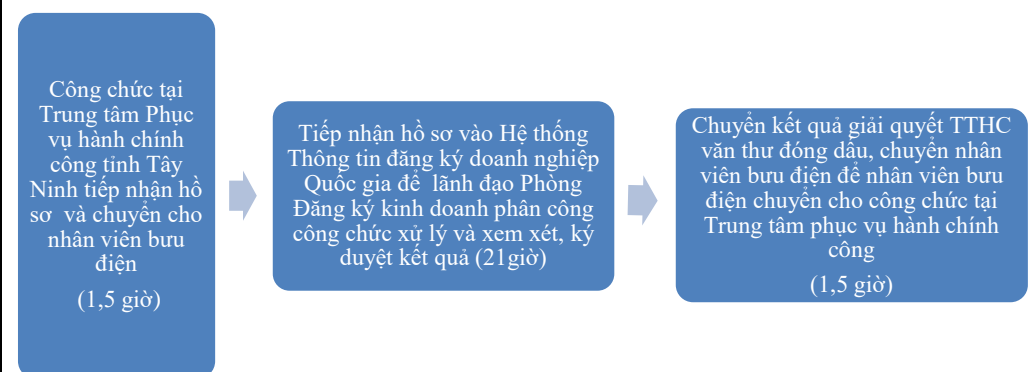 Công chức tại
Trung tâm Phục
vụ hành chính
công tỉnh Tây
Ninh tiếp nhận hồ
sơ và chuyển cho
nhân viên bưu
điện
(1,5 giờ)
Tiếp nhận hồ sơ vào Hệ thống
Thông tin đăng ký doanh nghiệp
Quốc gia để lãnh đạo Phòng
Đăng ký kinh doanh phân công
công chức xử lý và xem xét, ký
duyệt kết quả (21giờ)
Chuyển kết quả giải quyết TTHC
văn thư đóng dấu, chuyển nhân
viên bưu điện để nhân viên bưu
điện chuyển cho công chức tại
Trung tâm phục vụ hành chính
công
(1,5 giờ)